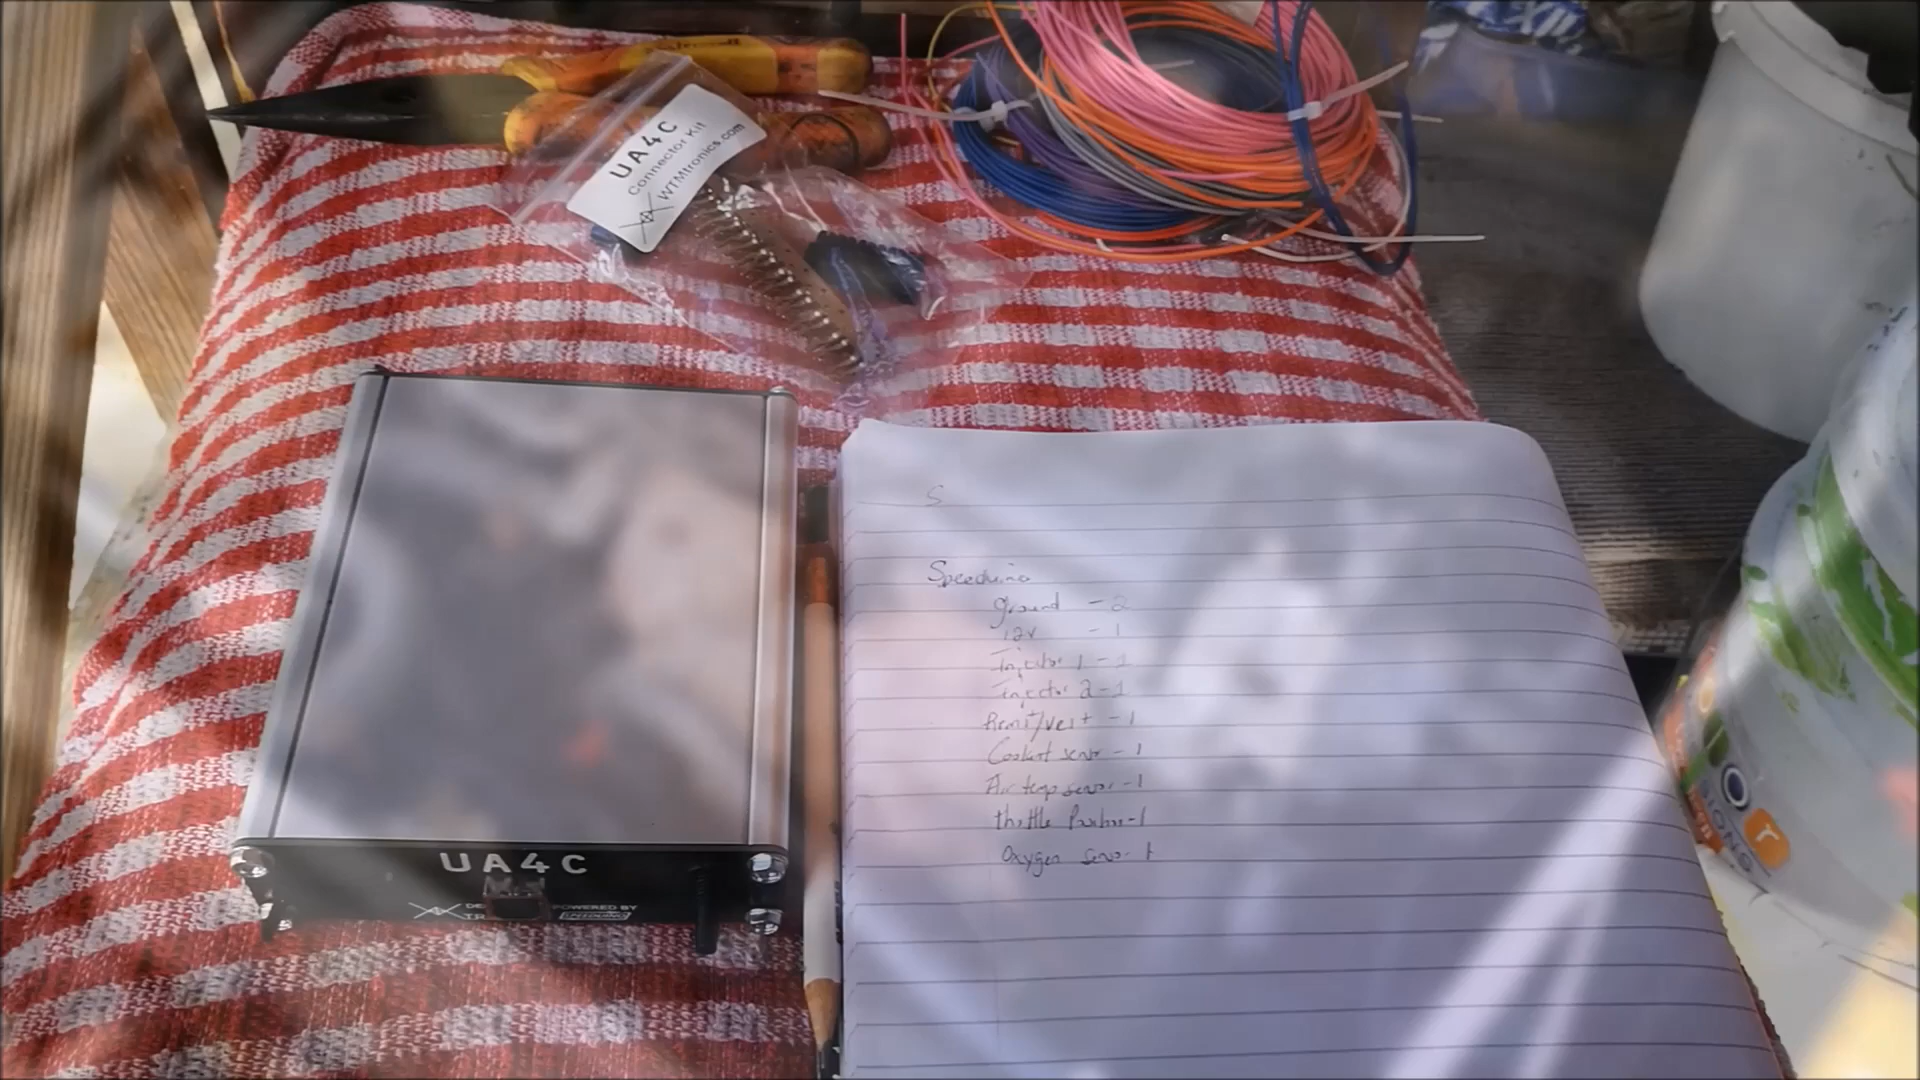 UA4C
Connector Kit
WTMtronics.com
S
Speeduino
Ground - 2
12v - 1
Injector 1 - 1
Injector 2 - 1
Coolant sensor - 1
Air temp sensor - 1
throttle Position - 1
Oxygen sensor - 1
UA4C
POWERED BY
SPEEDUINO